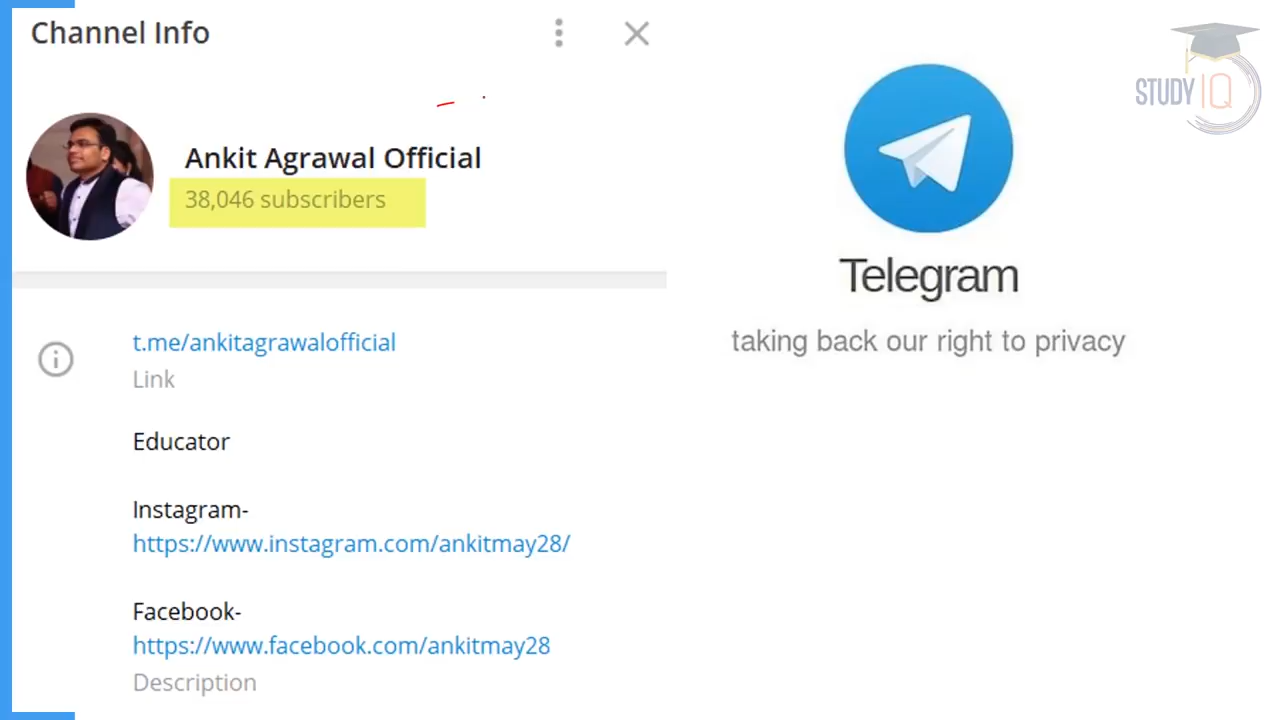 Channel Info
Ankit Agrawal Official
38,046 subscribers
t.me/ankitagrawalofficial
Link
Educator
Instagram-
https://www.instagram.com/ankitmay28/
Facebook-
https://www.facebook.com/ankitmay28
Description
STUDY IQ
Telegram
taking back our right to privacy